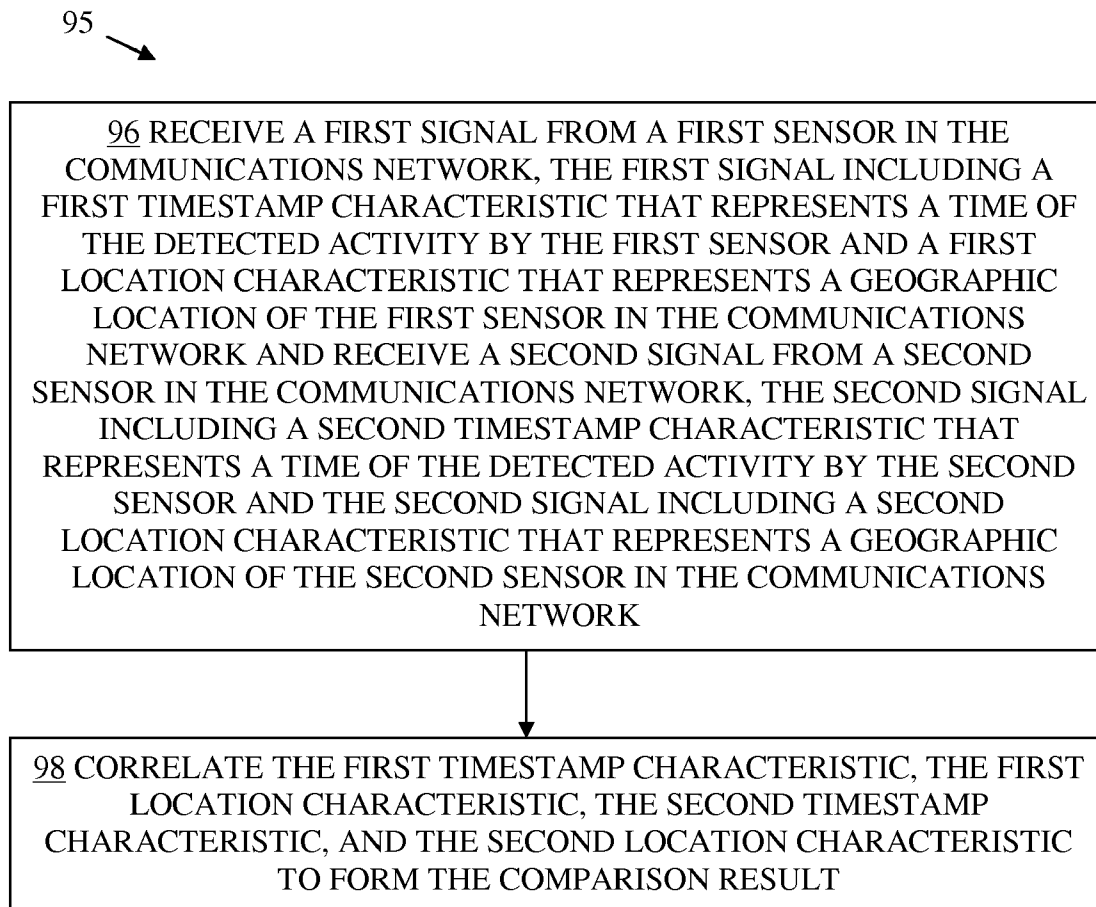 95
96 RECEIVE A FIRST SIGNAL FROM A FIRST SENSOR IN THE
COMMUNICATIONS NETWORK, THE FIRST SIGNAL INCLUDING A
FIRST TIMESTAMP CHARACTERISTIC THAT REPRESENTS A TIME OF
THE DETECTED ACTIVITY BY THE FIRST SENSOR AND A FIRST
LOCATION CHARACTERISTIC THAT REPRESENTS A GEOGRAPHIC
LOCATION OF THE FIRST SENSOR IN THE COMMUNICATIONS
NETWORK AND RECEIVE A SECOND SIGNAL FROM A SECOND
SENSOR IN THE COMMUNICATIONS NETWORK, THE SECOND SIGNAL
INCLUDING A SECOND TIMESTAMP CHARACTERISTIC THAT
REPRESENTS A TIME OF THE DETECTED ACTIVITY BY THE SECOND
SENSOR AND THE SECOND SIGNAL INCLUDING A SECOND
LOCATION CHARACTERISTIC THAT REPRESENTS A GEOGRAPHIC
LOCATION OF THE SECOND SENSOR IN THE COMMUNICATIONS
NETWORK
98 CORRELATE THE FIRST TIMESTAMP CHARACTERISTIC, THE FIRST
LOCATION CHARACTERISTIC, THE SECOND TIMESTAMP
CHARACTERISTIC, AND THE SECOND LOCATION CHARACTERISTIC
TO FORM THE COMPARISON RESULT